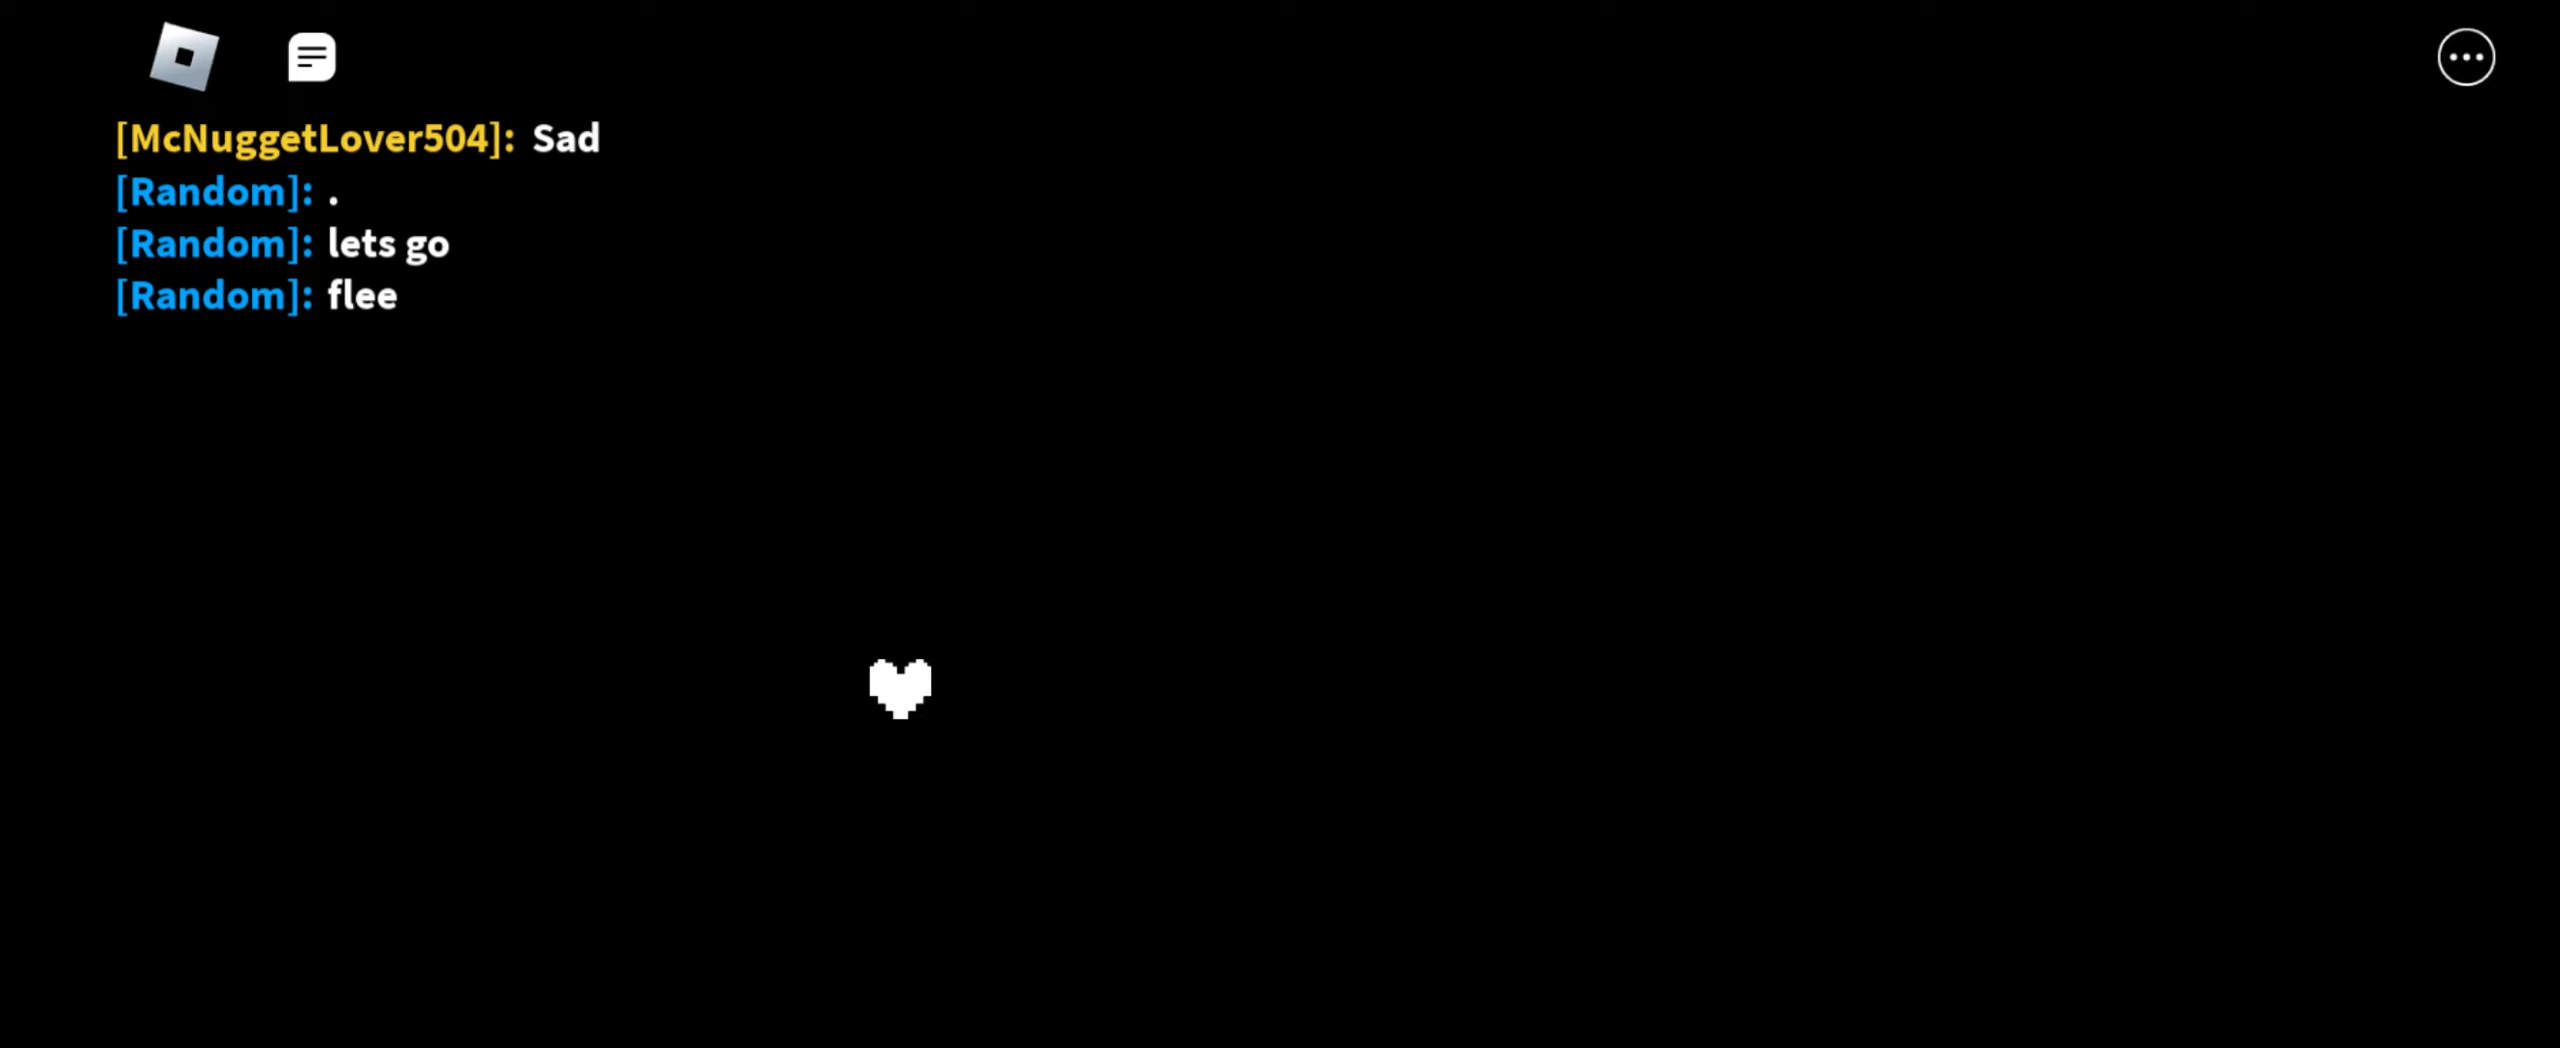 [McNuggetLover504]: Sad
[Random]: .
[Random]: lets go
[Random]: flee